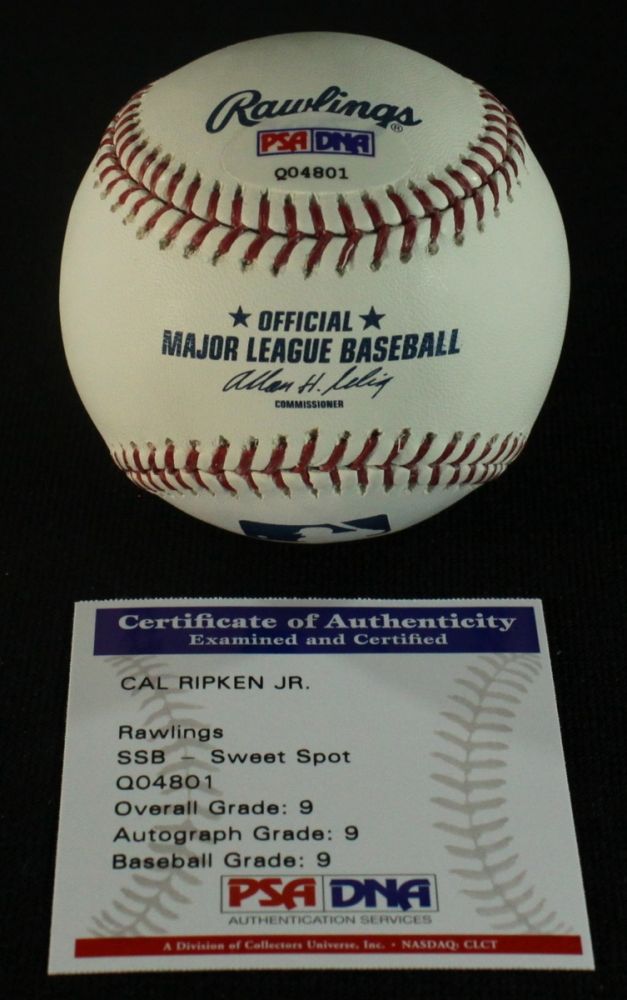 Rawlings®
PSA DNA
Q04801
★ OFFICIAL ★
MAJOR LEAGUE BASEBALL
Allan H. Selig
COMMISSIONER
Certificate of Authenticity
Examined and Certified
CAL RIPKEN JR.
Rawlings
SSB – Sweet Spot
Q04801
Overall Grade: 9
Autograph Grade: 9
Baseball Grade: 9
PSA DNA
AUTHENTICATION SERVICES
A Division of Collectors Universe, Inc. • NASDAQ: CLCT